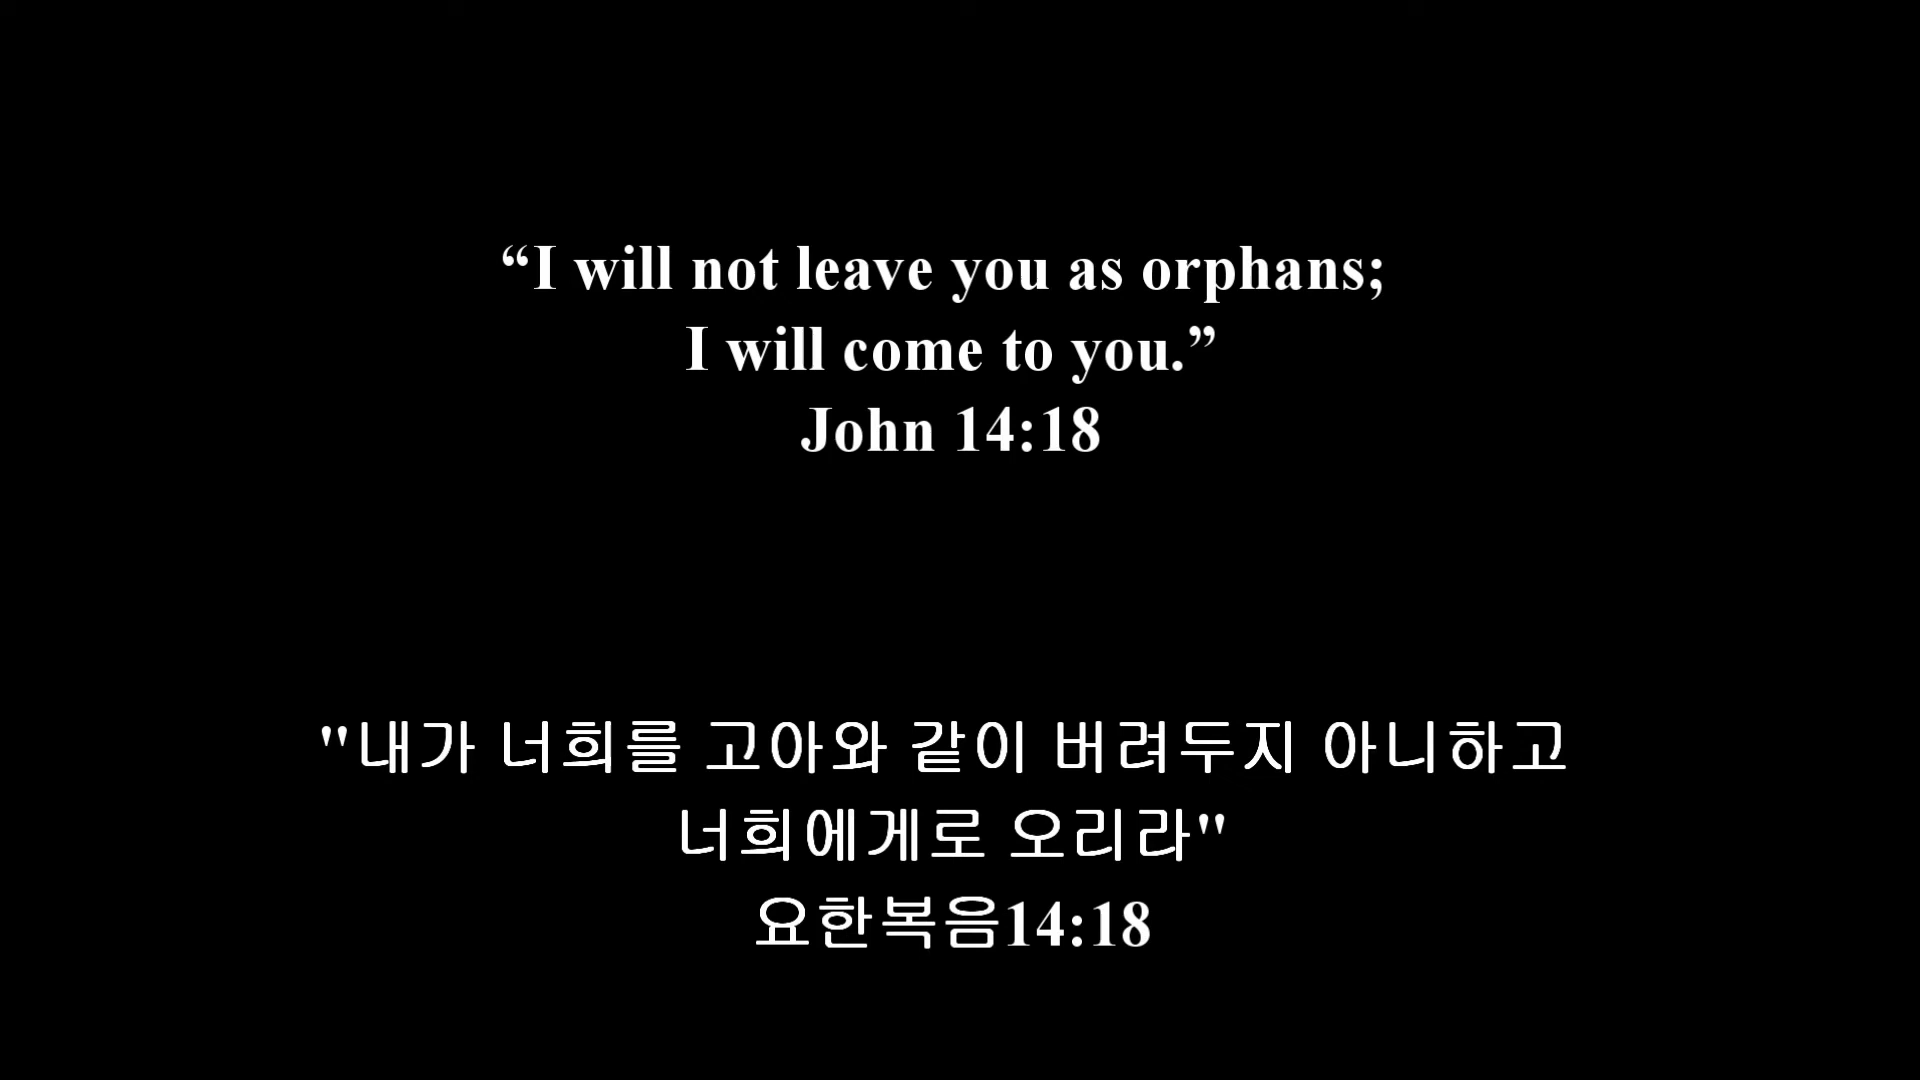 “I will not leave you as orphans;
I will come to you.”
John 14:18
"내가 너희를 고아와 같이 버려두지 아니하고
너희에게로 오리라"
요한복음14:18